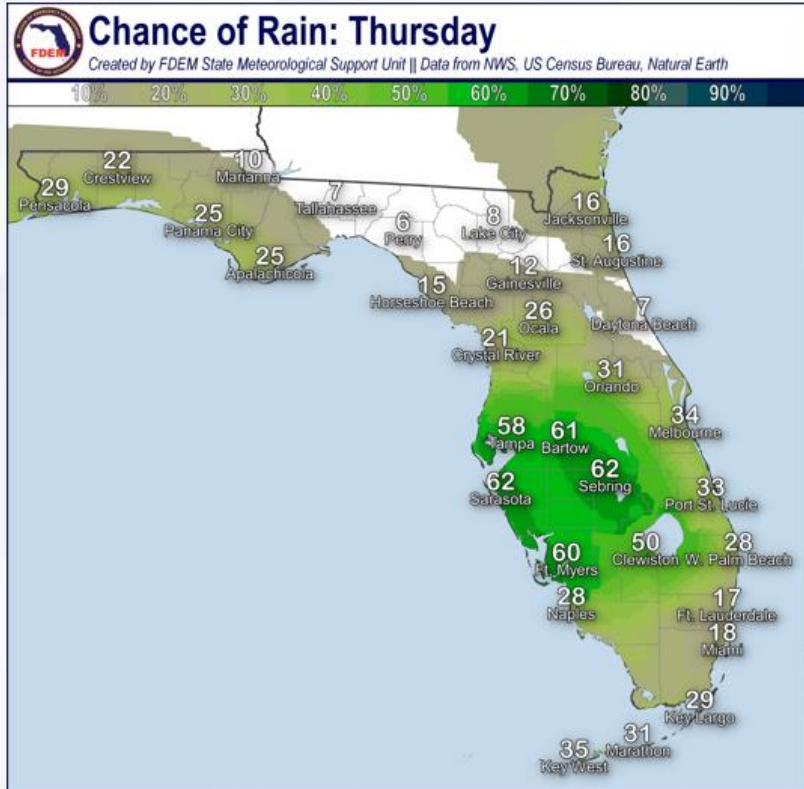 FDEM
Chance of Rain: Thursday
Created by FDEM State Meteorological Support Unit || Data from NWS, US Census Bureau, Natural Earth
10% 20% 30% 40% 50% 60% 70% 80% 90%
22
Crestview
10
Marianna
29
Pensacola
7
Tallahassee
25
Panama City
6
Perry
8
Lake City
16
Jacksonville
16
St. Augustine
25
Apalachicola
15
Horseshoe Beach
12
Gainesville
26
Ocala
7
Daytona Beach
21
Crystal River
31
Orlando
58
Tampa
61
Bartow
34
Melbourne
62
Sarasota
62
Sebring
33
Port St. Lucie
60
Ft. Myers
50
Clewiston
28
W. Palm Beach
28
Naples
17
Ft. Lauderdale
18
Miami
29
Key Largo
31
Marathon
35
Key West